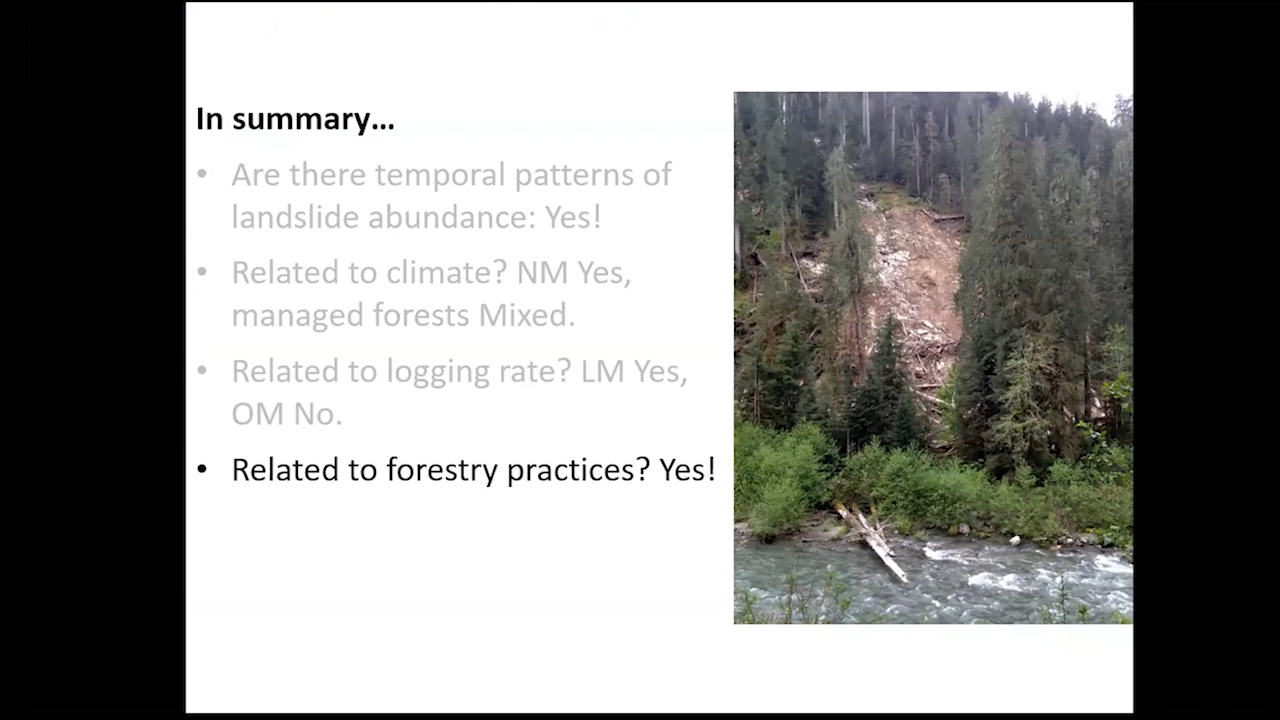 In summary…
• Are there temporal patterns of
landslide abundance: Yes!
• Related to climate? NM Yes,
managed forests Mixed.
• Related to logging rate? LM Yes,
OM No.
• Related to forestry practices? Yes!